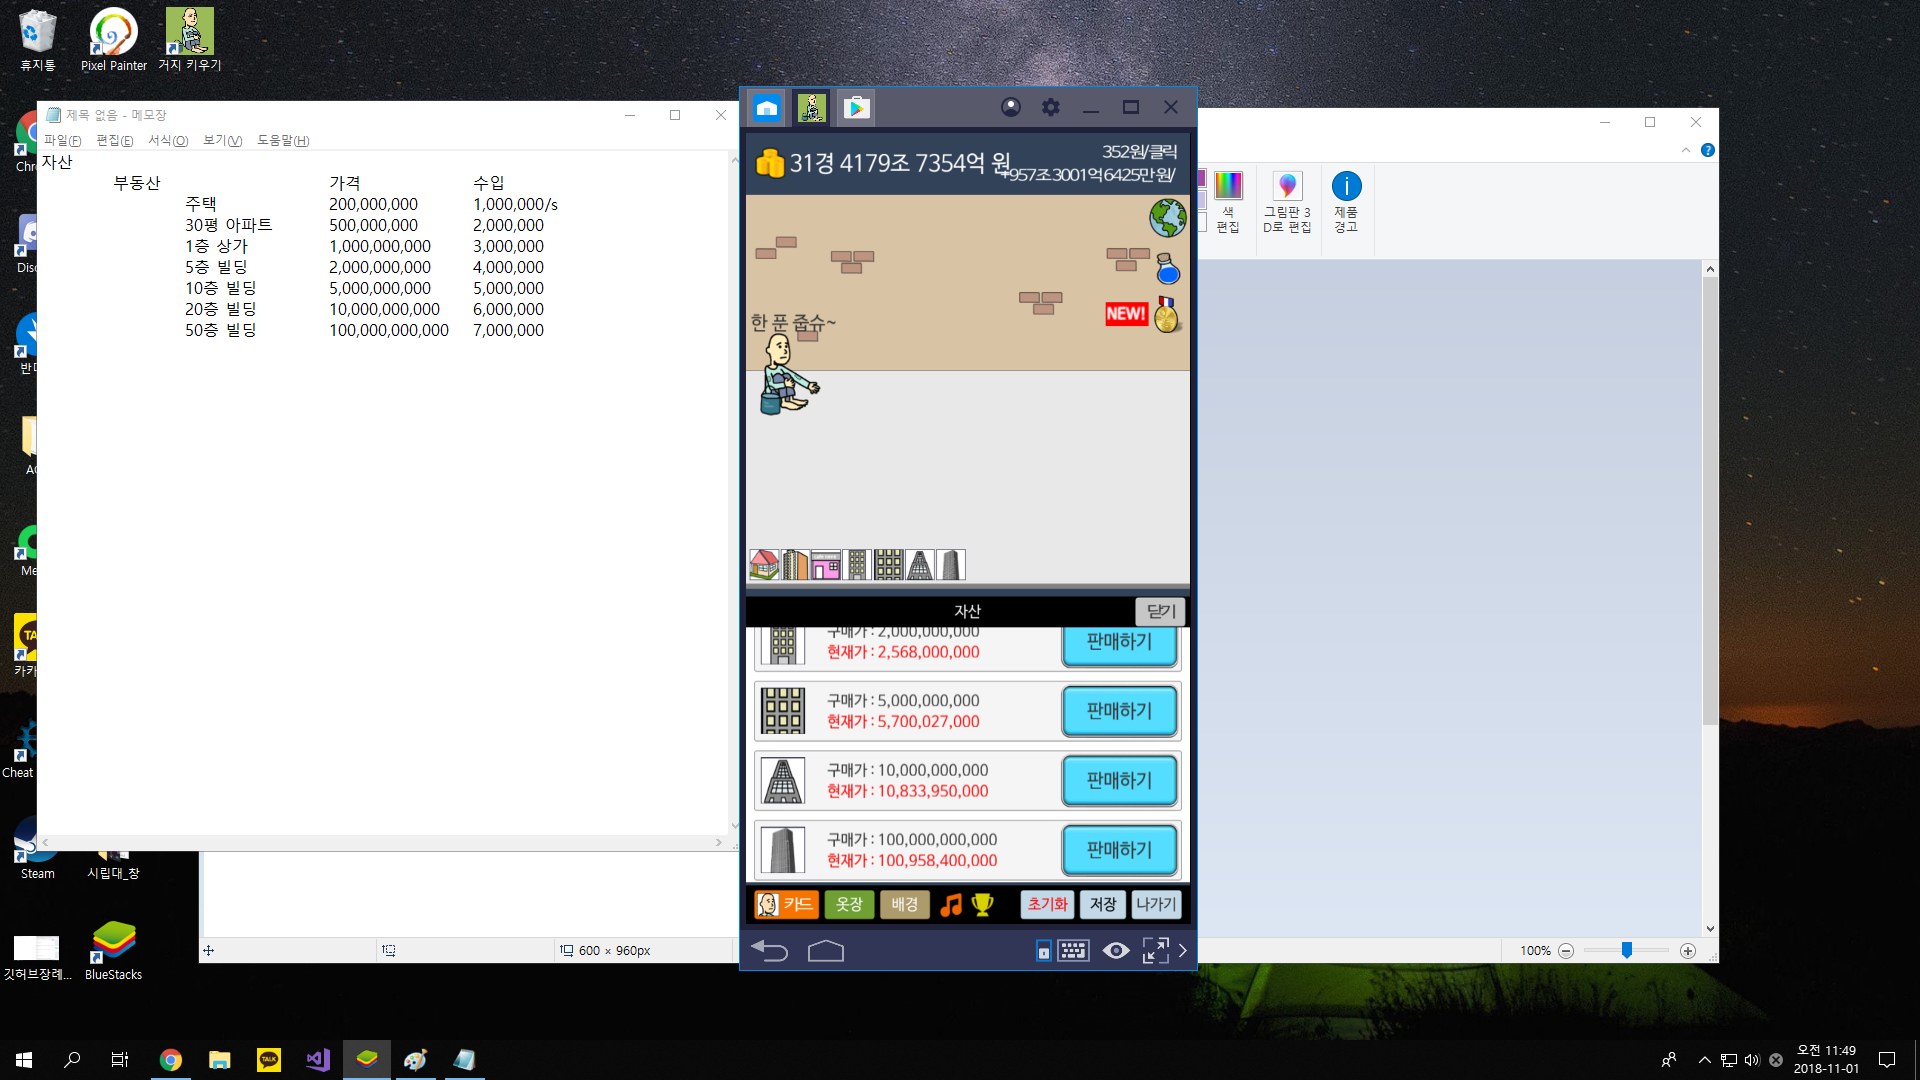 휴지통
Pixel Painter
거지 키우기
Chr
Disc
반디
AC
Me
카카
Cheat
Steam
시립대_창
깃허브장례...
BlueStacks
제목 없음 - 메모장
파일(F) 편집(E) 서식(O) 보기(V) 도움말(H)
자산
부동산 가격 수입
주택 200,000,000 1,000,000/s
30평 아파트 500,000,000 2,000,000
1층 상가 1,000,000,000 3,000,000
5층 빌딩 2,000,000,000 4,000,000
10층 빌딩 5,000,000,000 5,000,000
20층 빌딩 10,000,000,000 6,000,000
50층 빌딩 100,000,000,000 7,000,000
31경 4179조 7354억 원
352원/클릭
+957조3001억6425만원/
NEW!
한 푼 줍슈~
자산
닫기
구매가 : 2,000,000,000
현재가 : 2,568,000,000
판매하기
구매가 : 5,000,000,000
현재가 : 5,700,027,000
판매하기
구매가 : 10,000,000,000
현재가 : 10,833,950,000
판매하기
구매가 : 100,000,000,000
현재가 : 100,958,400,000
판매하기
카드 옷장 배경 초기화 저장 나가기
색
편집
그림판 3
D로 편집
제품
경고
600 × 960px
100%
TALK
오전 11:49
2018-11-01